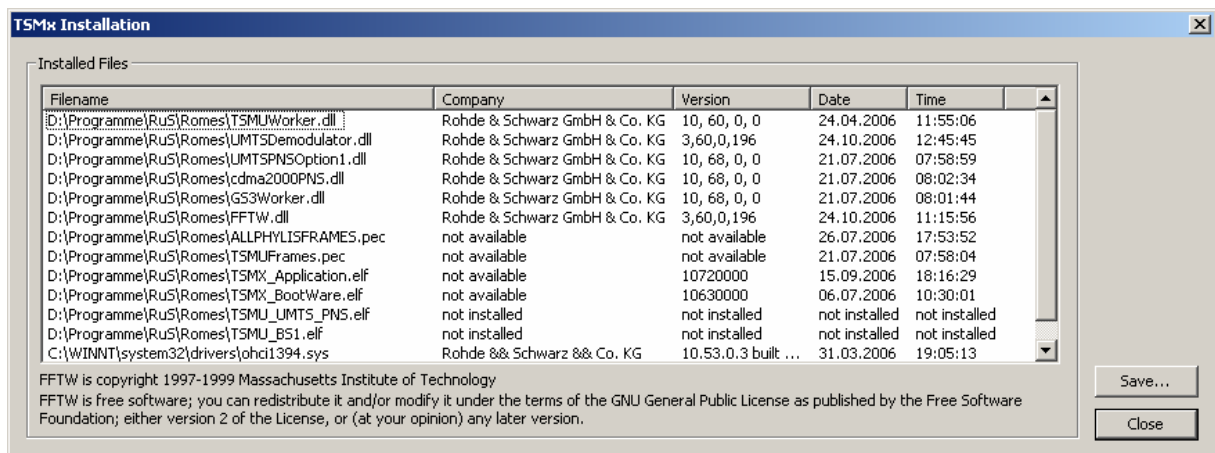 TSMx Installation
Installed Files
Filename Company Version Date Time
D:\Programme\RuS\Romes\TSMUWorker.dll Rohde & Schwarz GmbH & Co. KG 10, 60, 0, 0 24.04.2006 11:55:06
D:\Programme\RuS\Romes\UMTSDemodulator.dll Rohde & Schwarz GmbH & Co. KG 3,60,0,196 24.10.2006 12:45:45
D:\Programme\RuS\Romes\UMTSPNSOption1.dll Rohde & Schwarz GmbH & Co. KG 10, 68, 0, 0 21.07.2006 07:58:59
D:\Programme\RuS\Romes\cdma2000PNS.dll Rohde & Schwarz GmbH & Co. KG 10, 68, 0, 0 21.07.2006 08:02:34
D:\Programme\RuS\Romes\GS3Worker.dll Rohde & Schwarz GmbH & Co. KG 10, 68, 0, 0 21.07.2006 08:01:44
D:\Programme\RuS\Romes\FFTW.dll Rohde & Schwarz GmbH & Co. KG 3,60,0,196 24.10.2006 11:15:56
D:\Programme\RuS\Romes\ALLPHYLISFRAMES.pec not available not available 26.07.2006 17:53:52
D:\Programme\RuS\Romes\TSMUFrames.pec not available not available 21.07.2006 07:58:04
D:\Programme\RuS\Romes\TSMX_Application.elf not available 10720000 15.09.2006 18:16:29
D:\Programme\RuS\Romes\TSMX_BootWare.elf not available 10630000 06.07.2006 10:30:01
D:\Programme\RuS\Romes\TSMU_UMTS_PNS.elf not installed not installed not installed not installed
D:\Programme\RuS\Romes\TSMU_BS1.elf not installed not installed not installed not installed
C:\WINNT\system32\drivers\ohci1394.sys Rohde && Schwarz && Co. KG 10.53.0.3 built ... 31.03.2006 19:05:13
FFTW is copyright 1997-1999 Massachusetts Institute of Technology
FFTW is free software; you can redistribute it and/or modify it under the terms of the GNU General Public License as published by the Free Software
Foundation; either version 2 of the License, or (at your opinion) any later version.
Save...
Close